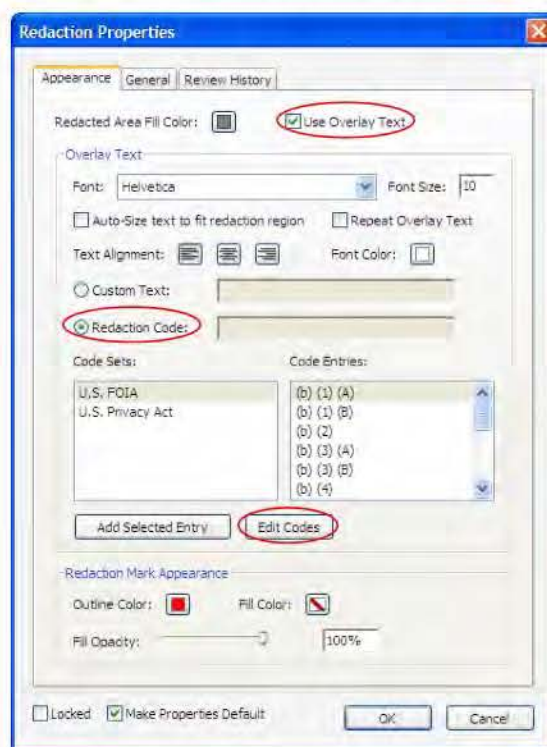 Redaction Properties
Appearance General Review History
Redacted Area Fill Color: Use Overlay Text
Overlay Text
Font: Helvetica Font Size: 10
Auto-Size text to fit redaction region Repeat Overlay Text
Text Alignment: Font Color:
Custom Text:
Redaction Code:
Code Sets: Code Entries:
U.S. FOIA (b) (1) (A)
U.S. Privacy Act (b) (1) (B)
(b) (2)
(b) (3) (A)
(b) (3) (B)
(b) (4)
Add Selected Entry Edit Codes
Redaction Mark Appearance
Outline Color: Fill Color:
Fill Opacity: 100%
Locked Make Properties Default OK Cancel